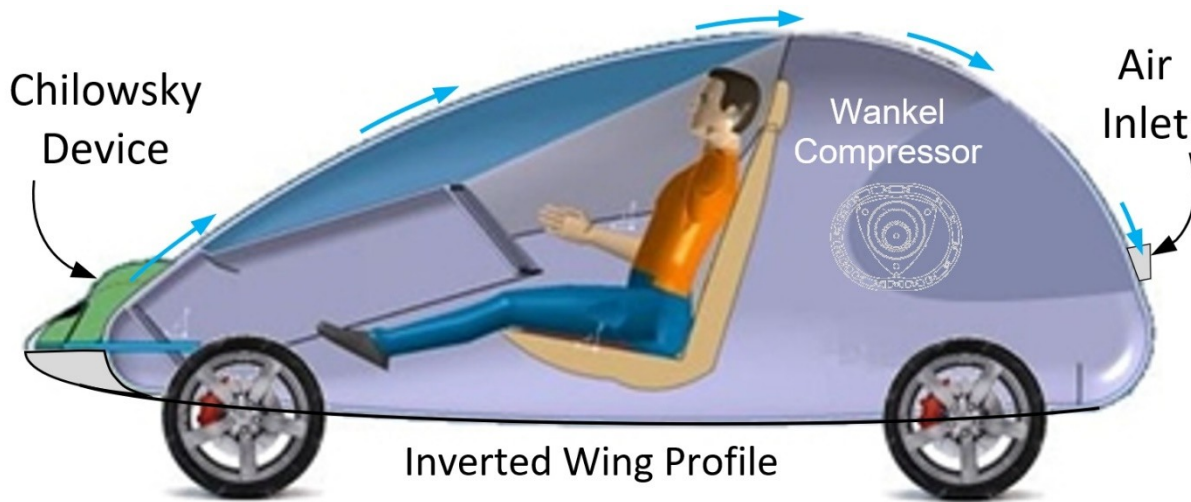 Chilowsky
Device
Wankel
Compressor
Air
Inlet
Inverted Wing Profile